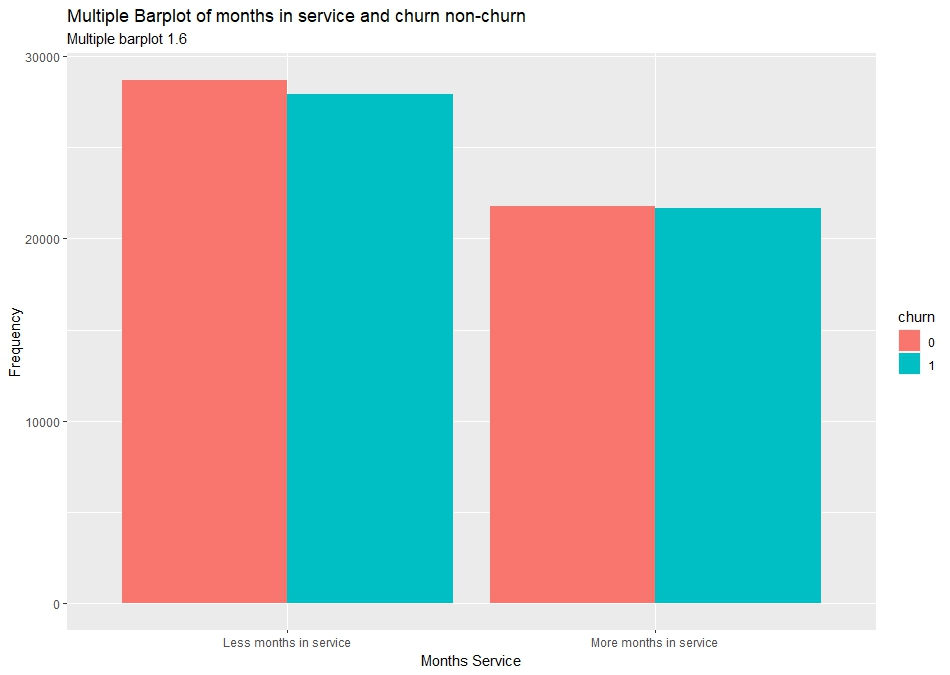 Multiple Barplot of months in service and churn non-churn
Multiple barplot 1.6
30000
20000
10000
0
Frequency
Less months in service
More months in service
Months Service
churn
0
1